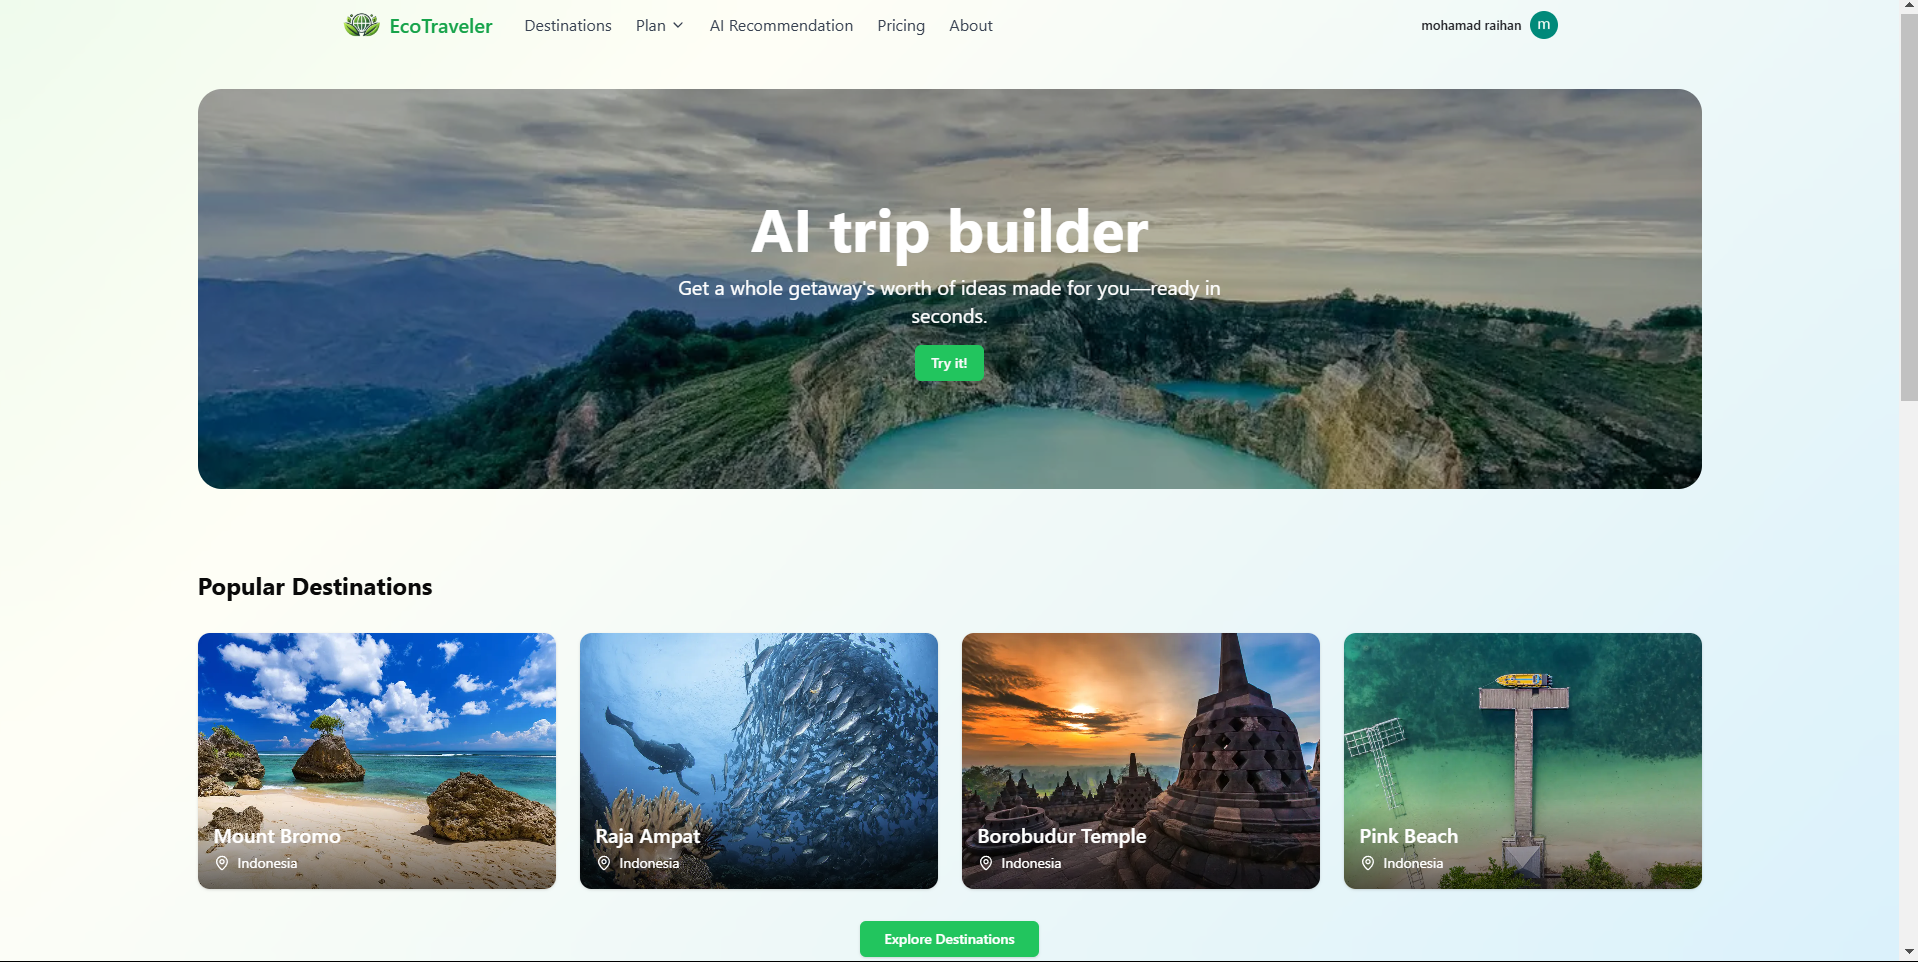 EcoTraveler
Destinations
Plan
AI Recommendation
Pricing
About
mohamad raihan
m
AI trip builder
Get a whole getaway's worth of ideas made for you—ready in
seconds.
Try it!
Popular Destinations
Mount Bromo
Indonesia
Raja Ampat
Indonesia
Borobudur Temple
Indonesia
Pink Beach
Indonesia
Explore Destinations